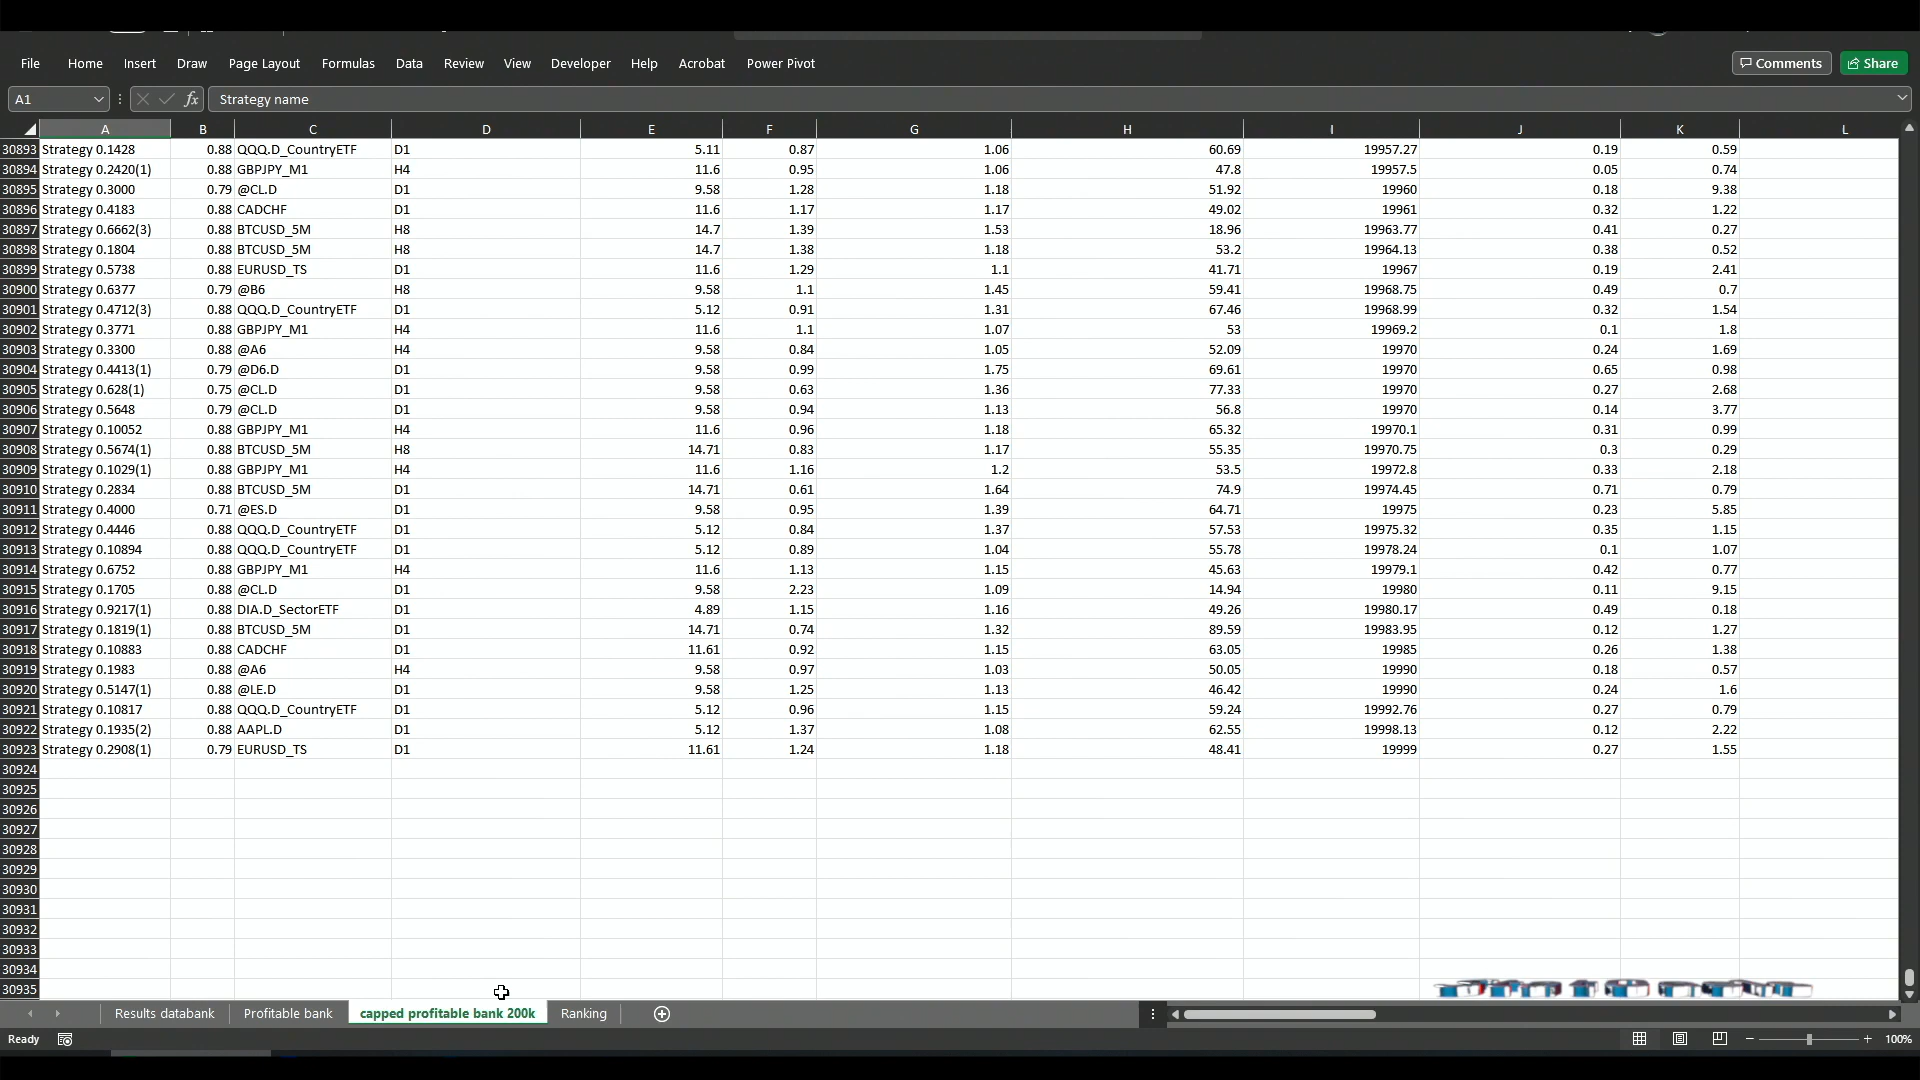 File Home Insert Draw Page Layout Formulas Data Review View Developer Help Acrobat Power Pivot Comments Share
A1 fx Strategy name
A B C D E F G H I J K L
30893 Strategy 0.1428 0.88 QQQ.D_CountryETF D1 5.11 0.87 1.06 60.69 19957.27 0.19 0.59
30894 Strategy 0.2420(1) 0.88 GBPJPY_M1 H4 11.6 0.95 1.06 47.8 19957.5 0.05 0.74
30895 Strategy 0.3000 0.79 @CL.D D1 9.58 1.28 1.18 51.92 19960 0.18 9.38
30896 Strategy 0.4183 0.88 CADCHF D1 11.6 1.17 1.17 49.02 19961 0.32 1.22
30897 Strategy 0.6662(3) 0.88 BTCUSD_5M H8 14.7 1.39 1.53 18.96 19963.77 0.41 0.27
30898 Strategy 0.1804 0.88 BTCUSD_5M H8 14.7 1.38 1.18 53.2 19964.13 0.38 0.52
30899 Strategy 0.5738 0.88 EURUSD_TS D1 11.6 1.29 1.1 41.71 19967 0.19 2.41
30900 Strategy 0.6377 0.79 @B6 H8 9.58 1.1 1.45 59.41 19968.75 0.49 0.7
30901 Strategy 0.4712(3) 0.88 QQQ.D_CountryETF D1 5.12 0.91 1.31 67.46 19968.99 0.32 1.54
30902 Strategy 0.3771 0.88 GBPJPY_M1 H4 11.6 1.1 1.07 53 19969.2 0.1 1.8
30903 Strategy 0.3300 0.88 @A6 H4 9.58 0.84 1.05 52.09 19970 0.24 1.69
30904 Strategy 0.4413(1) 0.79 @D6.D D1 9.58 0.99 1.75 69.61 19970 0.65 0.98
30905 Strategy 0.628(1) 0.75 @CL.D D1 9.58 0.63 1.36 77.33 19970 0.27 2.68
30906 Strategy 0.5648 0.79 @CL.D D1 9.58 0.94 1.13 56.8 19970 0.14 3.77
30907 Strategy 0.10052 0.88 GBPJPY_M1 H4 11.6 0.96 1.18 65.32 19970.1 0.31 0.99
30908 Strategy 0.5674(1) 0.88 BTCUSD_5M H8 14.71 0.83 1.17 55.35 19970.75 0.3 0.29
30909 Strategy 0.1029(1) 0.88 GBPJPY_M1 H4 11.6 1.16 1.2 53.5 19972.8 0.33 2.18
30910 Strategy 0.2834 0.88 BTCUSD_5M D1 14.71 0.61 1.64 74.9 19974.45 0.71 0.79
30911 Strategy 0.4000 0.71 @ES.D D1 9.58 0.95 1.39 64.71 19975 0.23 5.85
30912 Strategy 0.4446 0.88 QQQ.D_CountryETF D1 5.12 0.84 1.37 57.53 19975.32 0.35 1.15
30913 Strategy 0.10894 0.88 QQQ.D_CountryETF D1 5.12 0.89 1.04 55.78 19978.24 0.1 1.07
30914 Strategy 0.6752 0.88 GBPJPY_M1 H4 11.6 1.13 1.15 45.63 19979.1 0.42 0.77
30915 Strategy 0.1705 0.88 @CL.D D1 9.58 2.23 1.09 14.94 19980 0.11 9.15
30916 Strategy 0.9217(1) 0.88 DIA.D_SectorETF D1 4.89 1.15 1.16 49.26 19980.17 0.49 0.18
30917 Strategy 0.1819(1) 0.88 BTCUSD_5M D1 14.71 0.74 1.32 89.59 19983.95 0.12 1.27
30918 Strategy 0.10883 0.88 CADCHF D1 11.61 0.92 1.15 63.05 19985 0.26 1.38
30919 Strategy 0.1983 0.88 @A6 H4 9.58 0.97 1.03 50.05 19990 0.18 0.57
30920 Strategy 0.5147(1) 0.88 @LE.D D1 9.58 1.25 1.13 46.42 19990 0.24 1.6
30921 Strategy 0.10817 0.88 QQQ.D_CountryETF D1 5.12 0.96 1.15 59.24 19992.76 0.27 0.79
30922 Strategy 0.1935(2) 0.88 AAPL.D D1 5.12 1.37 1.08 62.55 19998.13 0.12 2.22
30923 Strategy 0.2908(1) 0.79 EURUSD_TS D1 11.61 1.24 1.18 48.41 19999 0.27 1.55
30924
30925
30926
30927
30928
30929
30930
30931
30932
30933
30934
30935
Results databank Profitable bank capped profitable bank 200k Ranking
Ready 100%